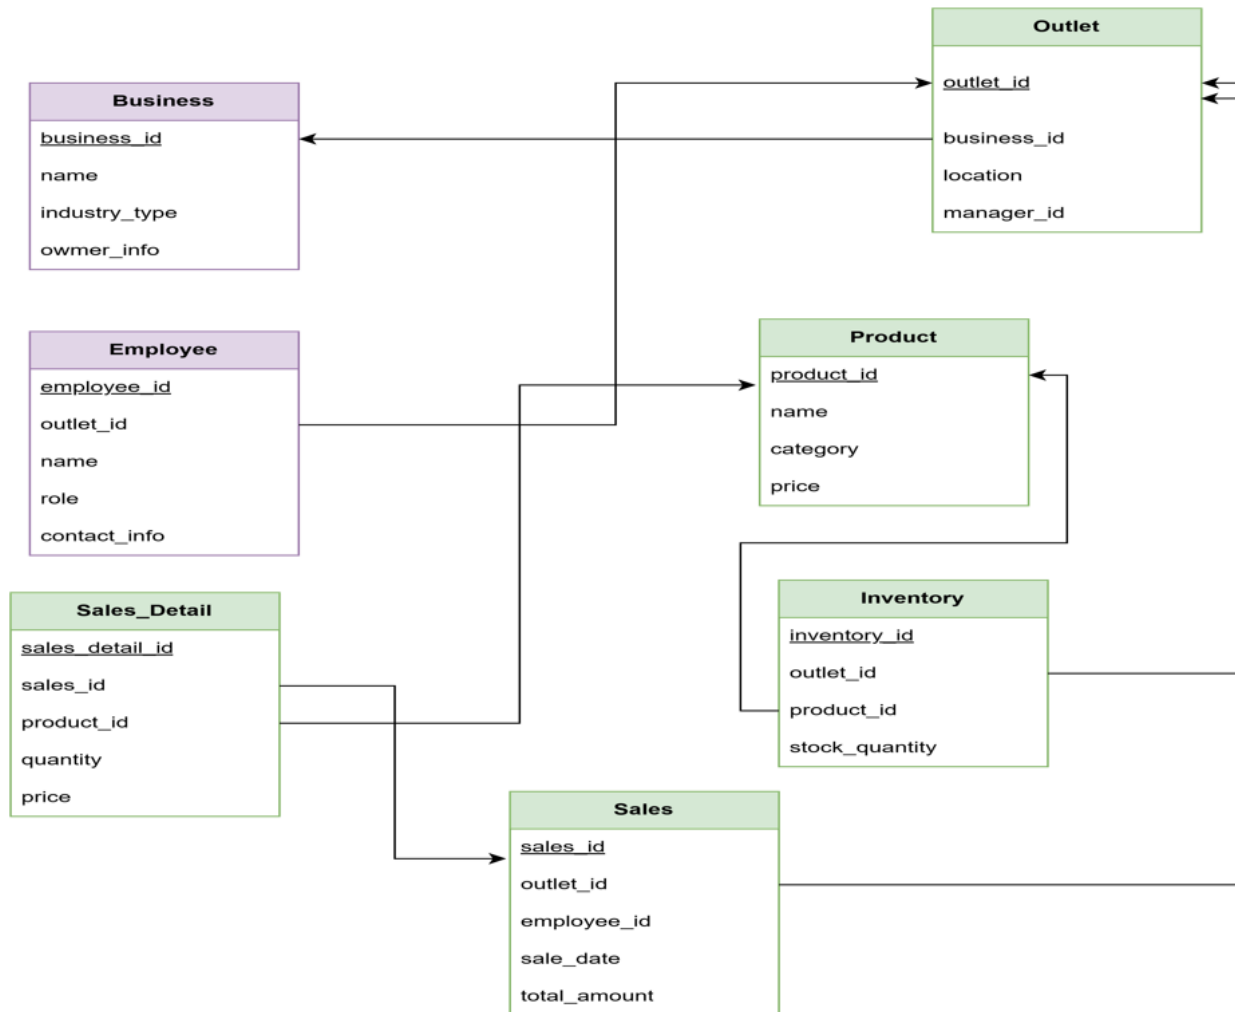 Outlet
outlet_id
business_id
location
manager_id
Business
business_id
name
industry_type
owmer_info
Employee
employee_id
outlet_id
name
role
contact_info
Product
product_id
name
category
price
Sales_Detail
sales_detail_id
sales_id
product_id
quantity
price
Inventory
inventory_id
outlet_id
product_id
stock_quantity
Sales
sales_id
outlet_id
employee_id
sale_date
total_amount